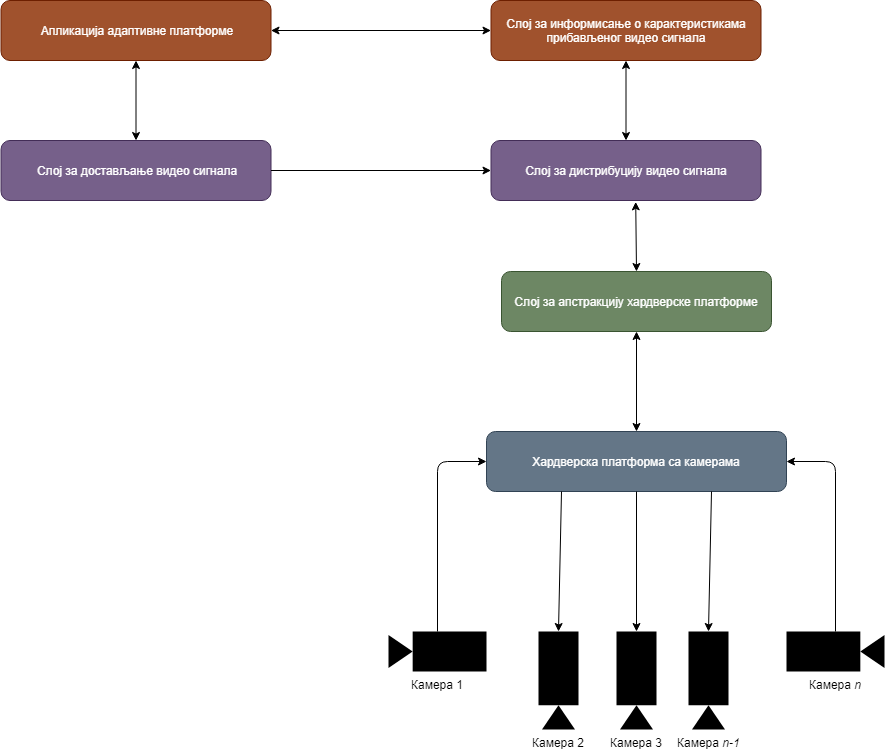 Апликација адаптивне платформе
Слој за информисање о карактеристикама
прибављеног видео сигнала
Слој за достављање видео сигнала
Слој за дистрибуцију видео сигнала
Слој за апстракцију хардверске платформе
Хардверска платформа са камерама
Камера 1
Камера n
Камера 2
Камера 3
Камера n-1